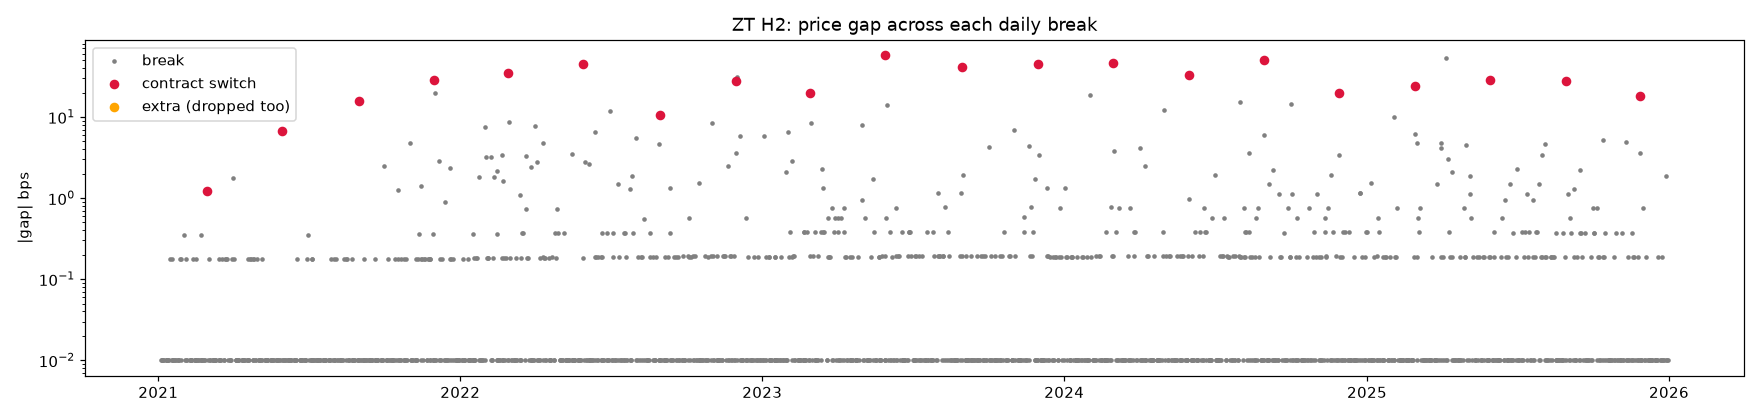 ZT H2: price gap across each daily break
break
contract switch
extra (dropped too)
|gap| bps
10¹
10⁰
10⁻¹
10⁻²
2021 2022 2023 2024 2025 2026